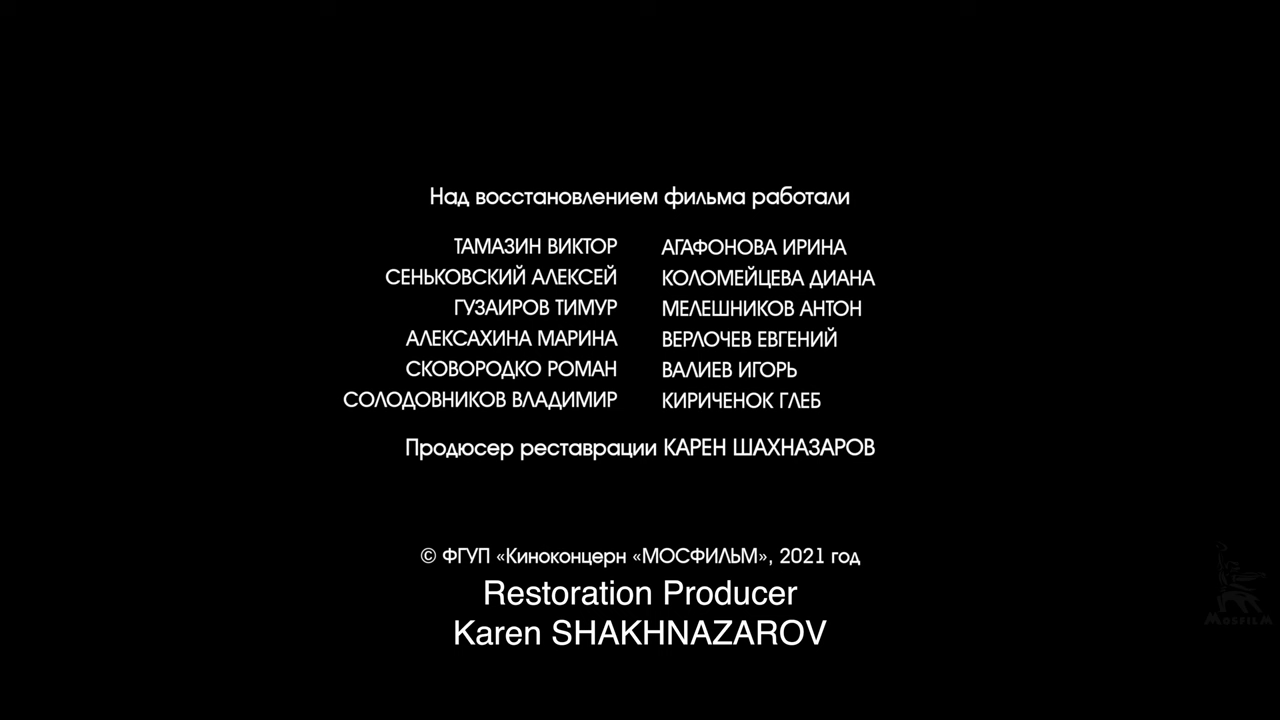 Над восстановлением фильма работали
ТАМАЗИН ВИКТОР АГАФОНОВА ИРИНА
СЕНЬКОВСКИЙ АЛЕКСЕЙ КОЛОМЕЙЦЕВА ДИАНА
ГУЗАИРОВ ТИМУР МЕЛЕШНИКОВ АНТОН
АЛЕКСАХИНА МАРИНА ВЕРЛОЧЕВ ЕВГЕНИЙ
СКОВОРОДКО РОМАН ВАЛИЕВ ИГОРЬ
СОЛОДОВНИКОВ ВЛАДИМИР КИРИЧЕНОК ГЛЕБ
Продюсер реставрации КАРЕН ШАХНАЗАРОВ
© ФГУП «Киноконцерн «МОСФИЛЬМ», 2021 год
Restoration Producer
Karen SHAKHNAZAROV
MOSFILM